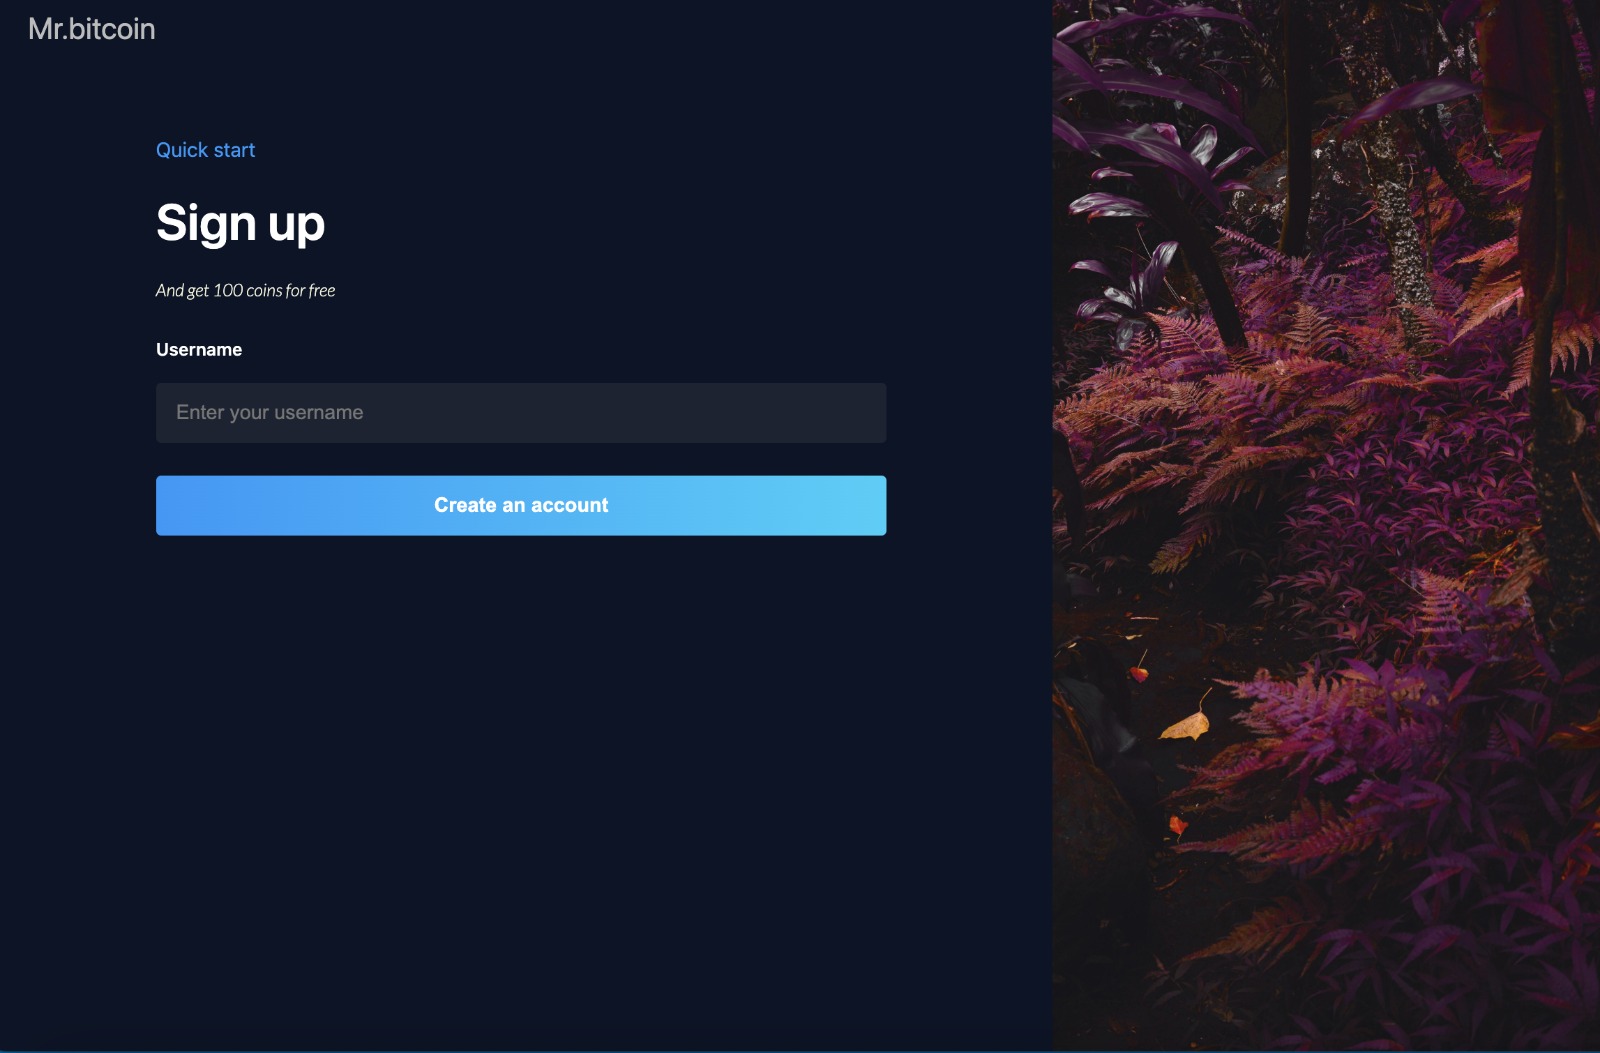 Mr.bitcoin
Quick start
Sign up
And get 100 coins for free
Username
Enter your username
Create an account